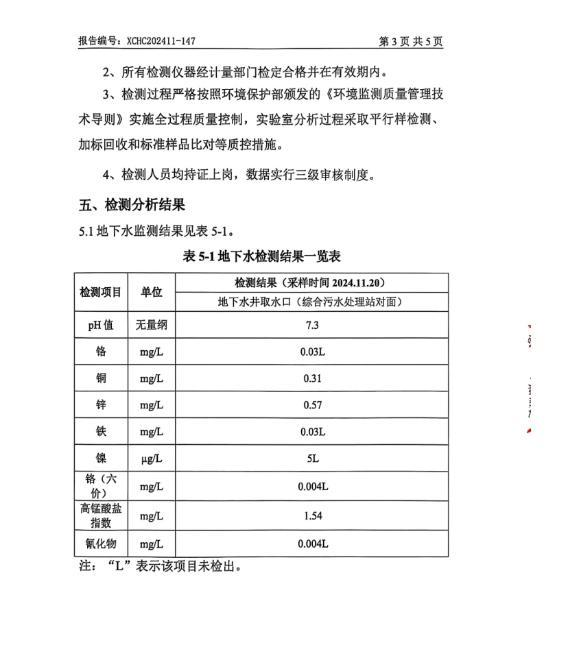 报告编号：XCHC202411-147 第 3 页 共 5 页
2、所有检测仪器经计量部门检定合格并在有效期内。
3、检测过程严格按照环境保护部颁发的《环境监测质量管理技
术导则》实施全过程质量控制，实验室分析过程采取平行样检测、
加标回收和标准样品比对等质控措施。
4、检测人员均持证上岗，数据实行三级审核制度。
五、检测分析结果
5.1 地下水监测结果见表 5-1。
表 5-1 地下水检测结果一览表
检测项目 单位 检测结果（采样时间 2024.11.20）
地下水井取水口（综合污水处理站对面）
pH 值 无量纲 7.3
铬 mg/L 0.03L
铜 mg/L 0.31
锌 mg/L 0.57
铁 mg/L 0.03L
镍 μg/L 5L
铬（六
价） mg/L 0.004L
高锰酸盐
指数 mg/L 1.54
氰化物 mg/L 0.004L
注：“L”表示该项目未检出。